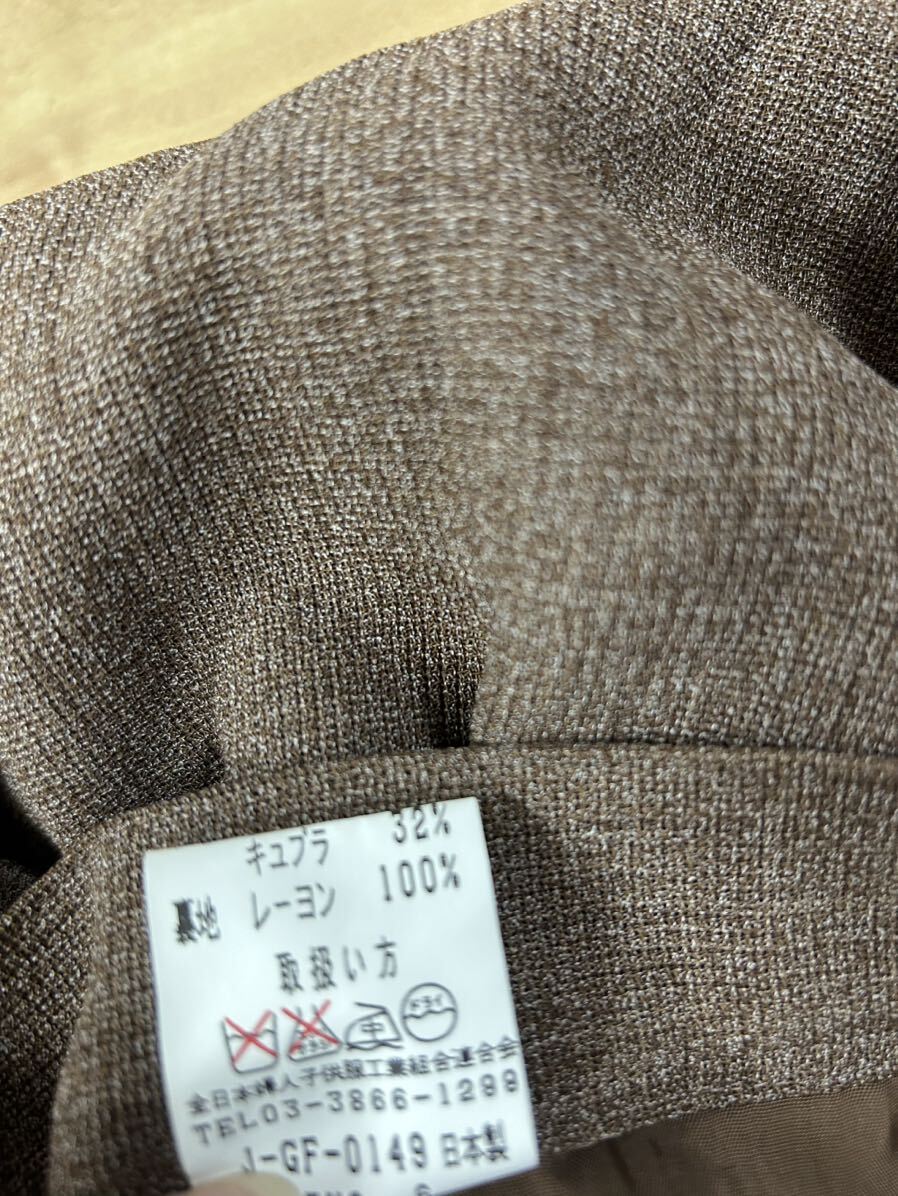 キュプラ 32%
裏地 レーヨン 100%
取扱い方
中 ドライ
全日本婦人子供服工業組合連合会
TEL03-3866-1299
J-GF-0149 日本製